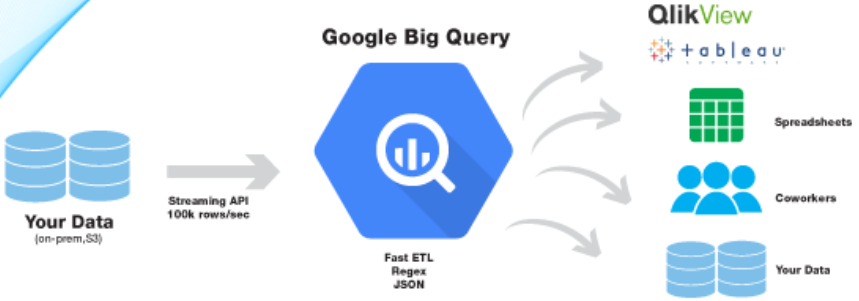 QlikView
+ableau
SOFTWARE
Google Big Query
Spreadsheets
Streaming API
100k rows/sec
Your Data
(on-prem,S3)
Coworkers
Fast ETL
Regex
JSON
Your Data